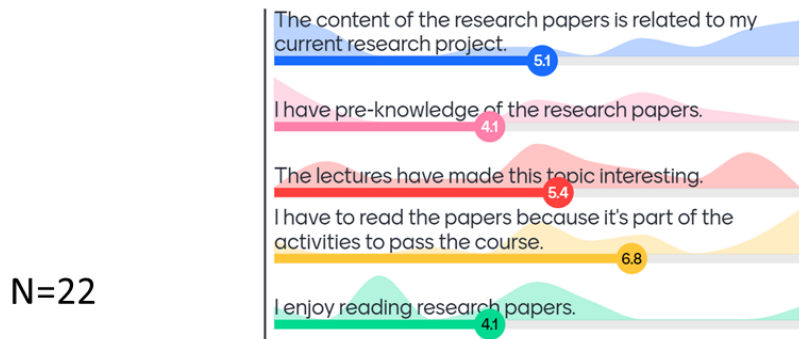 The content of the research papers is related to my
current research project.
5.1
I have pre-knowledge of the research papers.
4.1
The lectures have made this topic interesting.
5.4
I have to read the papers because it's part of the
activities to pass the course.
6.8
N=22
I enjoy reading research papers.
4.1